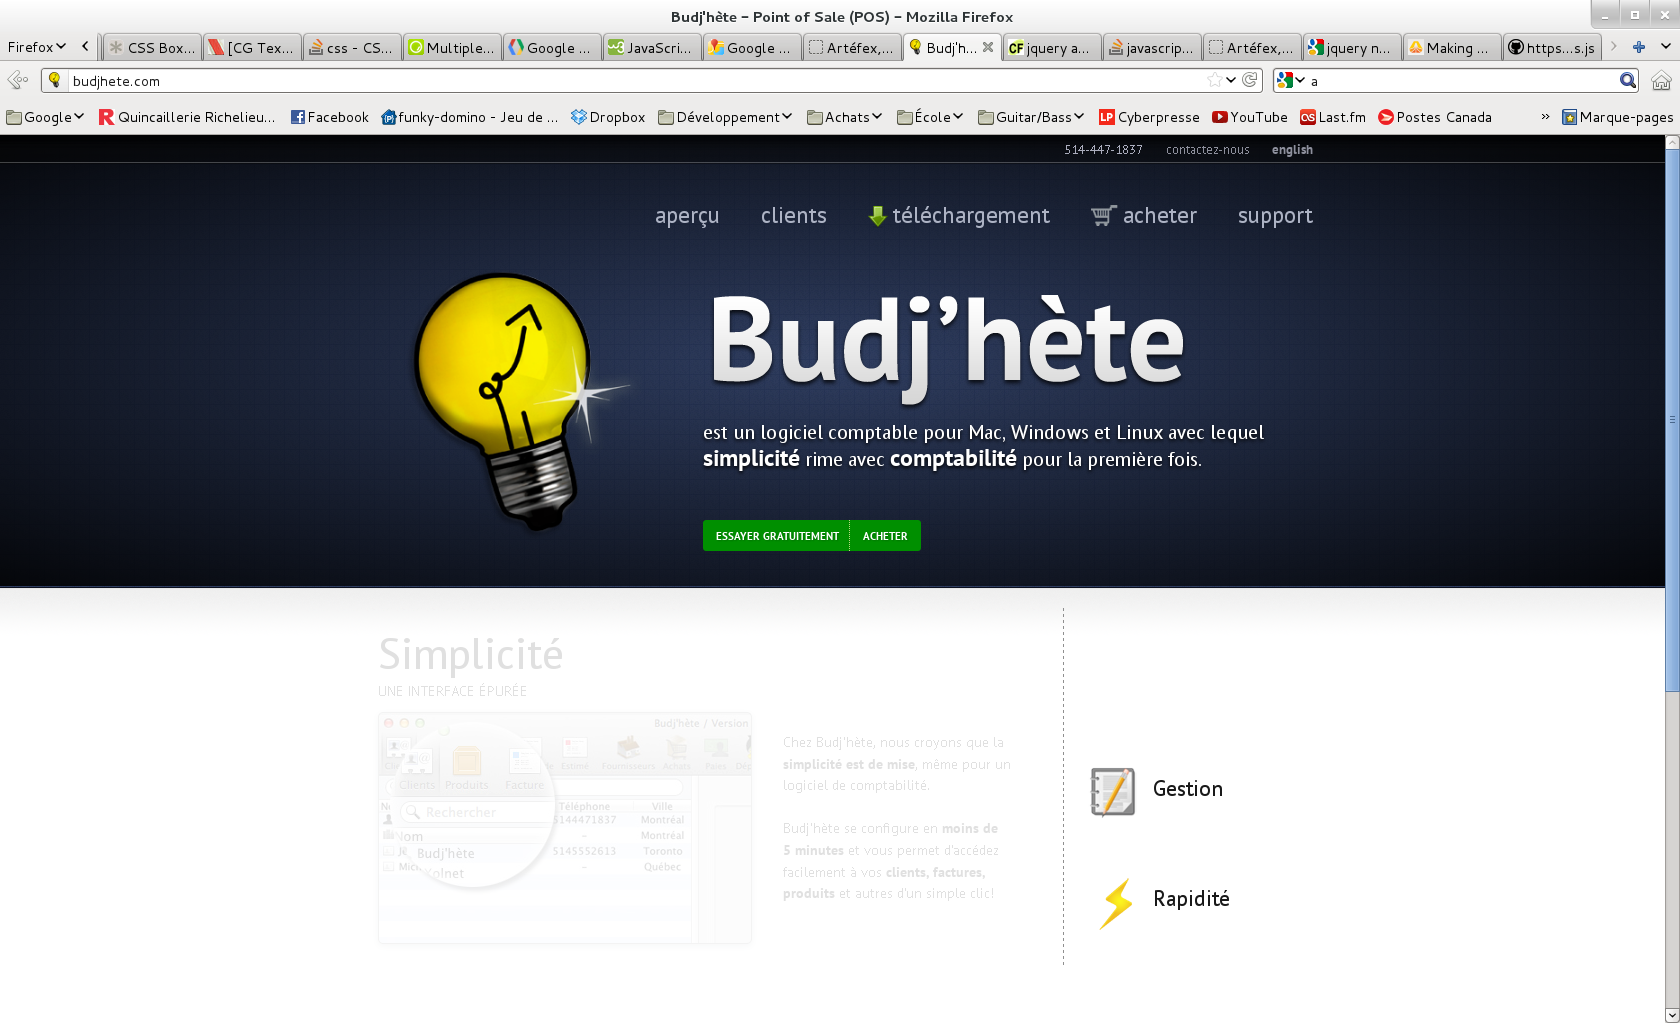 Budj'hète – Point of Sale (POS) – Mozilla Firefox
Firefox
CSS Box...
[CG Tex...
css - CS...
Multiple...
Google ...
JavaScri...
Google ...
Artéfex,...
Budj'h...
jquery a...
javascrip...
Artéfex,...
jquery n...
Making ...
https...s.js
budjhete.com
a
Google
Quincaillerie Richelieu...
Facebook
funky-domino - Jeu de ...
Dropbox
Développement
Achats
École
Guitar/Bass
Cyberpresse
YouTube
Last.fm
Postes Canada
»
Marque-pages
514-447-1837
contactez-nous
english
aperçu
clients
téléchargement
acheter
support
Budj'hète
est un logiciel comptable pour Mac, Windows et Linux avec lequel
simplicité rime avec comptabilité pour la première fois.
ESSAYER GRATUITEMENT
ACHETER
Simplicité
UNE INTERFACE ÉPURÉE
Budj'hète / Version
Estimé
Fournisseurs
Achats
Paies
Clients
Produits
Facture
Rechercher
Téléphone
Ville
5144471837
Montréal
Nom
–
Montréal
Budj'hète
5145552613
Toronto
Kolnet
–
Québec
Chez Budj'hète, nous croyons que la
simplicité est de mise, même pour un
logiciel de comptabilité.
Budj'hète se configure en moins de
5 minutes et vous permet d'accédez
facilement à vos clients, factures,
produits et autres d'un simple clic!
Gestion
Rapidité